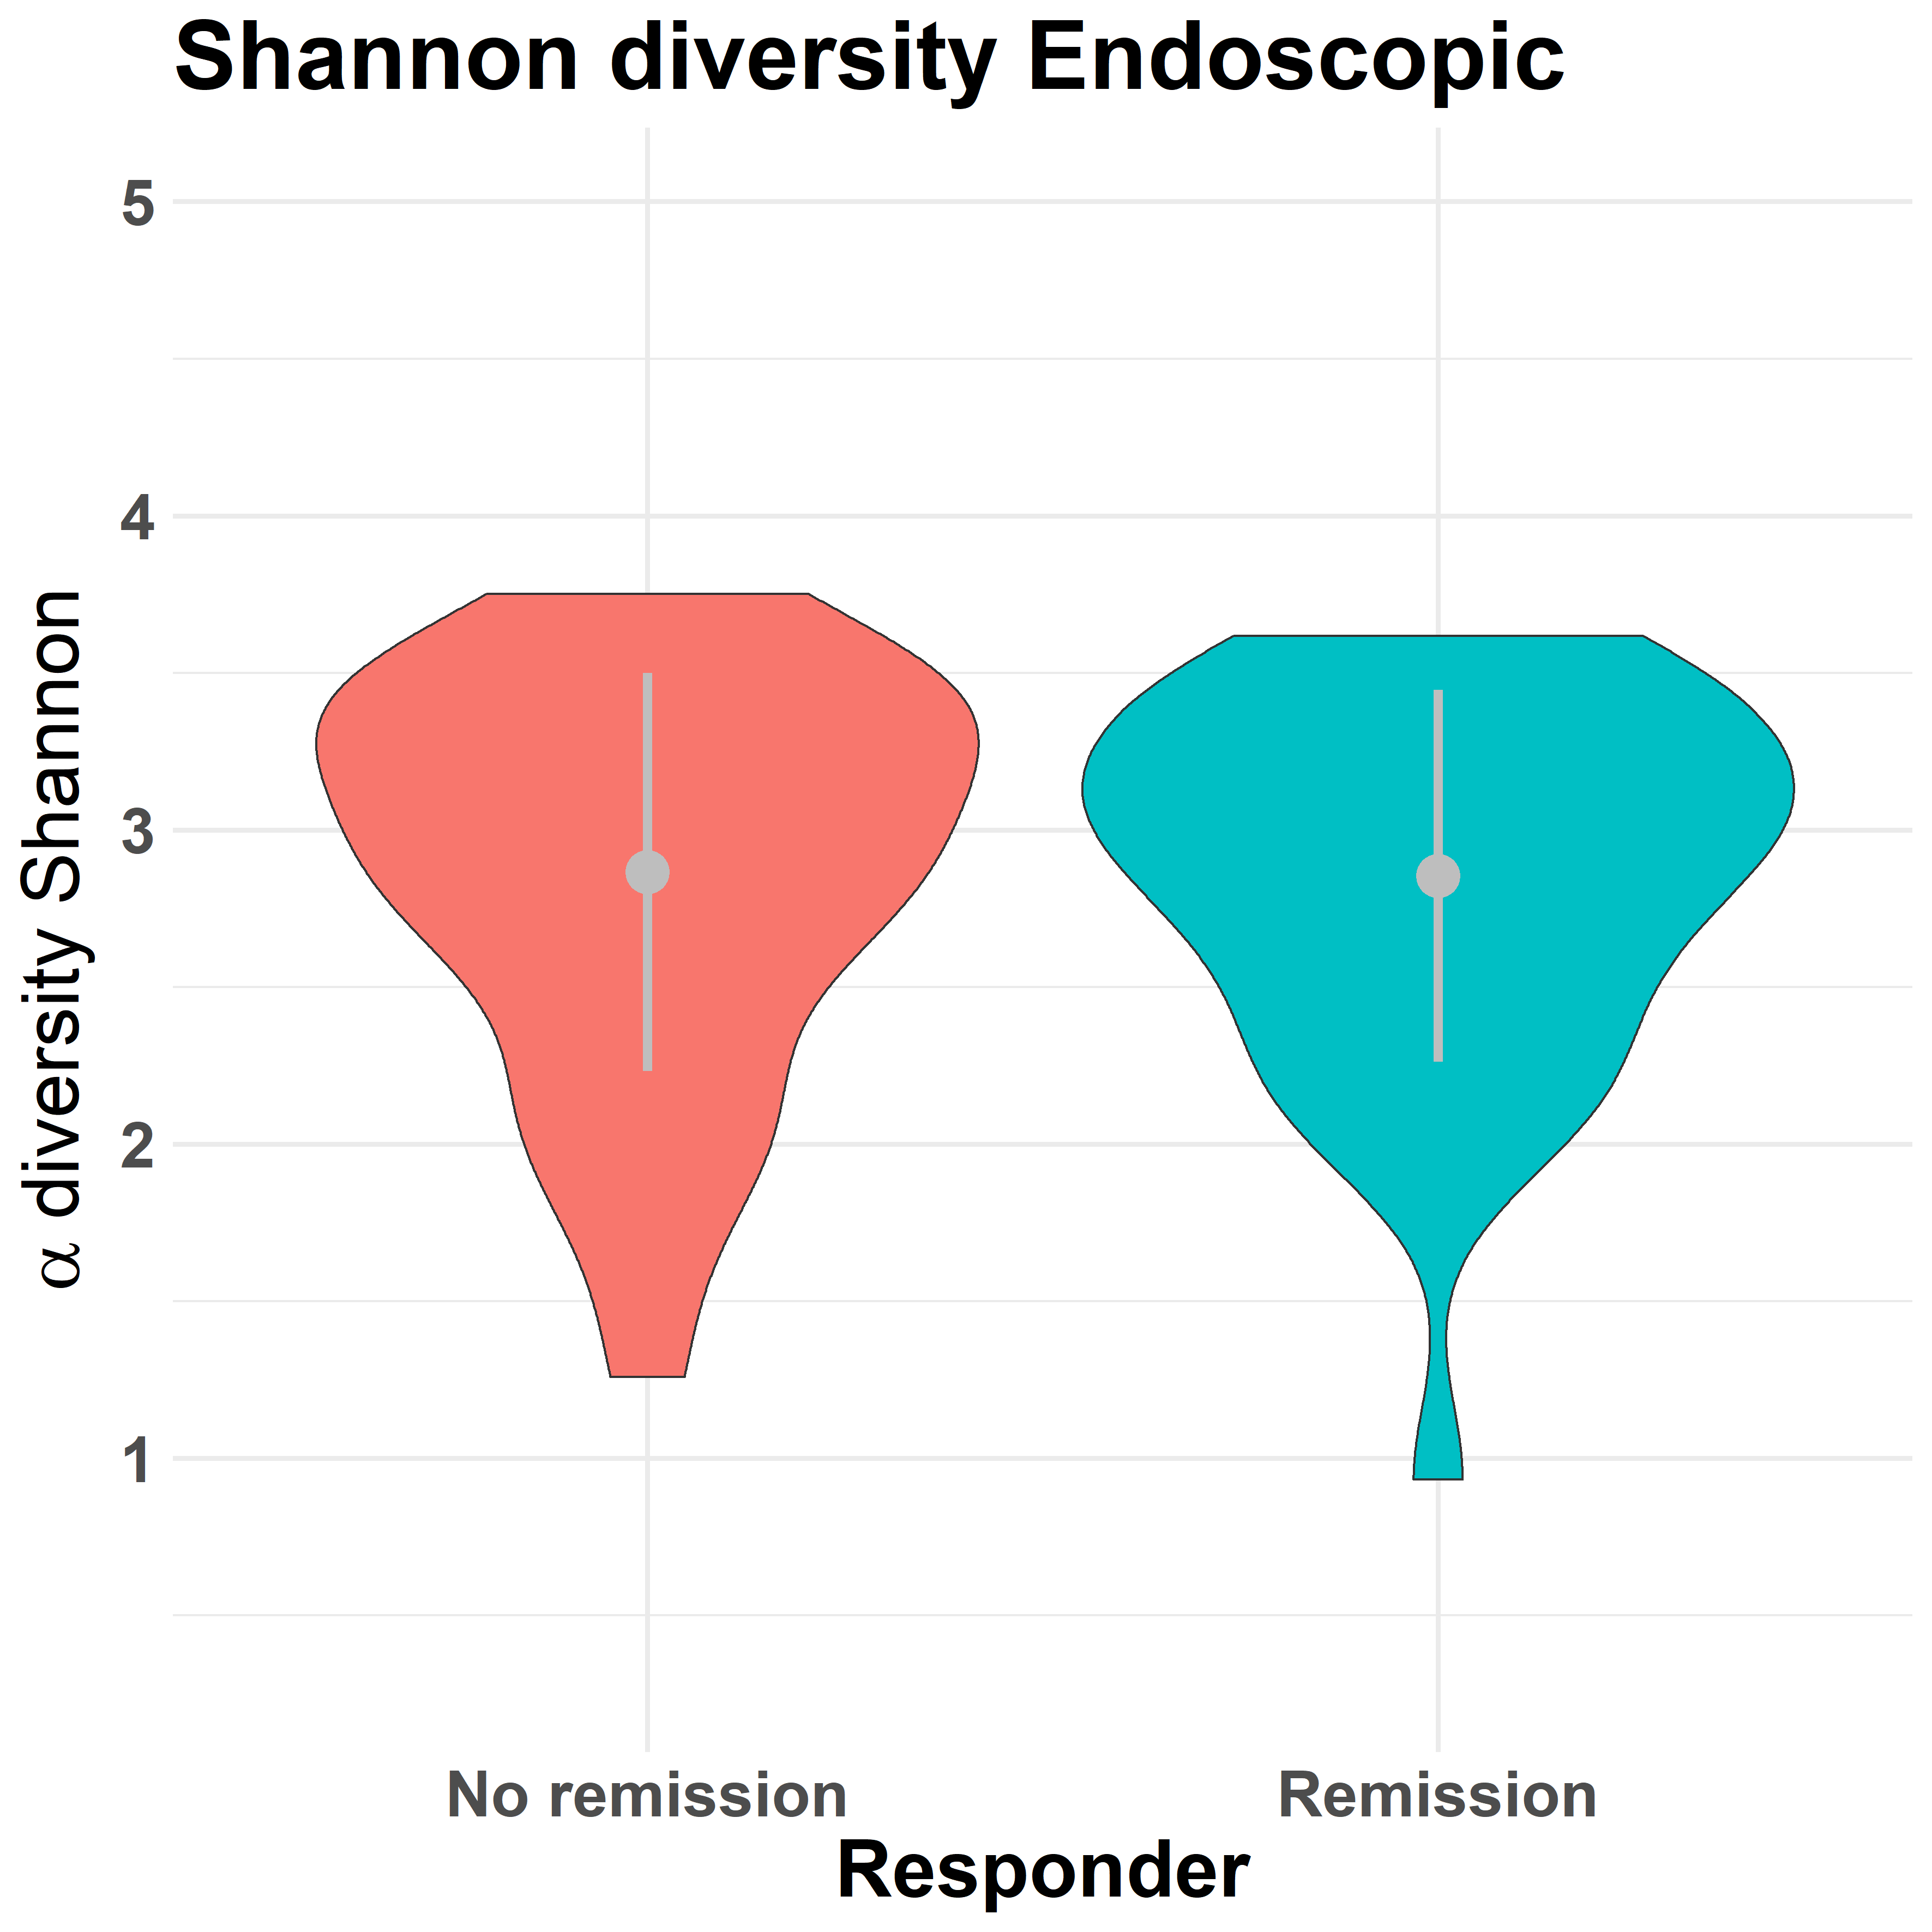 Shannon diversity Endoscopic
α diversity Shannon
5
4
3
2
1
No remission
Remission
Responder